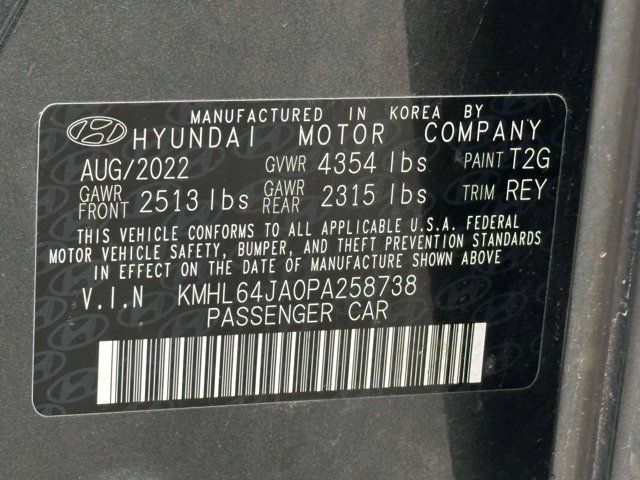 MANUFACTURED IN KOREA BY
HYUNDAI MOTOR COMPANY
AUG/2022 GVWR 4354 lbs PAINT T2G
GAWR FRONT 2513 lbs GAWR REAR 2315 lbs TRIM REY
THIS VEHICLE CONFORMS TO ALL APPLICABLE U.S.A. FEDERAL
MOTOR VEHICLE SAFETY, BUMPER, AND THEFT PREVENTION STANDARDS
IN EFFECT ON THE DATE OF MANUFACTURE SHOWN ABOVE
V.I.N KMHL64JA0PA258738
PASSENGER CAR